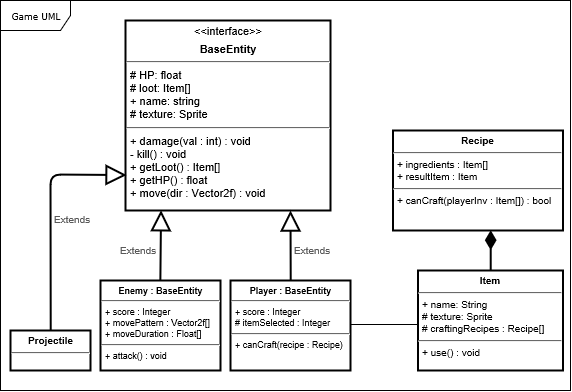 Game UML
<<interface>>
BaseEntity
# HP: float
# loot: Item[]
+ name: string
# texture: Sprite
+ damage(val : int) : void
- kill() : void
+ getLoot() : Item[]
+ getHP() : float
+ move(dir : Vector2f) : void
Recipe
+ ingredients : Item[]
+ resultItem : Item
+ canCraft(playerInv : Item[]) : bool
Extends
Extends
Extends
Enemy : BaseEntity
+ score : Integer
+ movePattern : Vector2f[]
+ moveDuration : Float[]
+ attack() : void
Player : BaseEntity
+ score : Integer
# itemSelected : Integer
+ canCraft(recipe : Recipe)
Item
+ name: String
# texture: Sprite
# craftingRecipes : Recipe[]
+ use() : void
Projectile